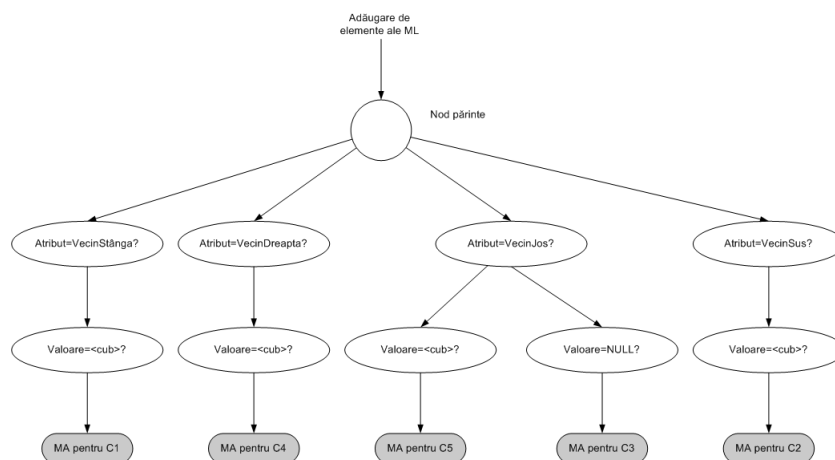 Adăugare de
elemente ale ML
Nod părinte
Atribut=VecinStânga?
Atribut=VecinDreapta?
Atribut=VecinJos?
Atribut=VecinSus?
Valoare=<cub>?
Valoare=<cub>?
Valoare=<cub>?
Valoare=NULL?
Valoare=<cub>?
MA pentru C1
MA pentru C4
MA pentru C5
MA pentru C3
MA pentru C2